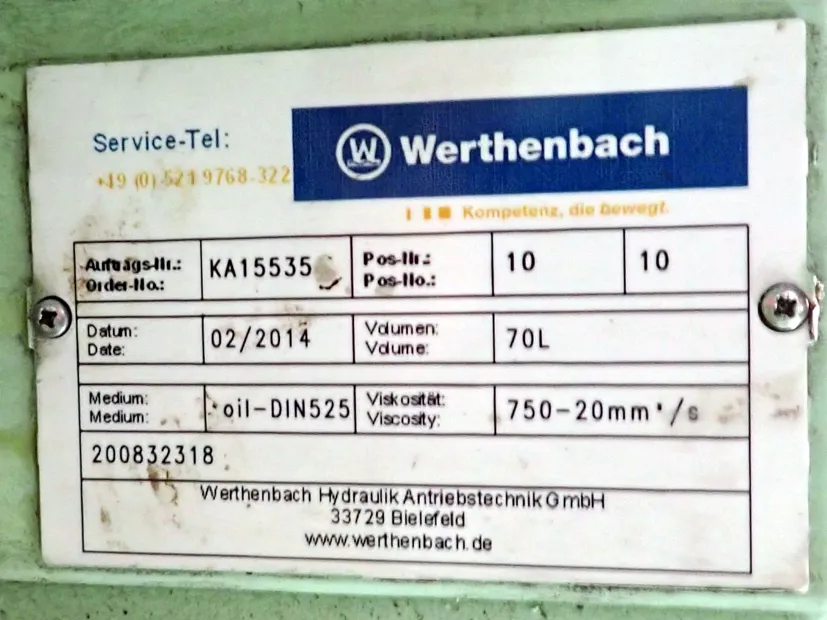 Service-Tel:
+49 (0) 521 9768-322
Werthenbach
Kompetenz, die bewegt.
Auftrags-Nr.: KA15535 Pos-Nr.: 10 10
Order-No.: Pos-No.:
Datum: 02/2014 Volumen: 70L
Date: Volume:
Medium: oil-DIN525 Viskosität: 750-20mm²/s
Medium: Viscosity:
200832318
Werthenbach Hydraulik Antriebstechnik GmbH
33729 Bielefeld
www.werthenbach.de